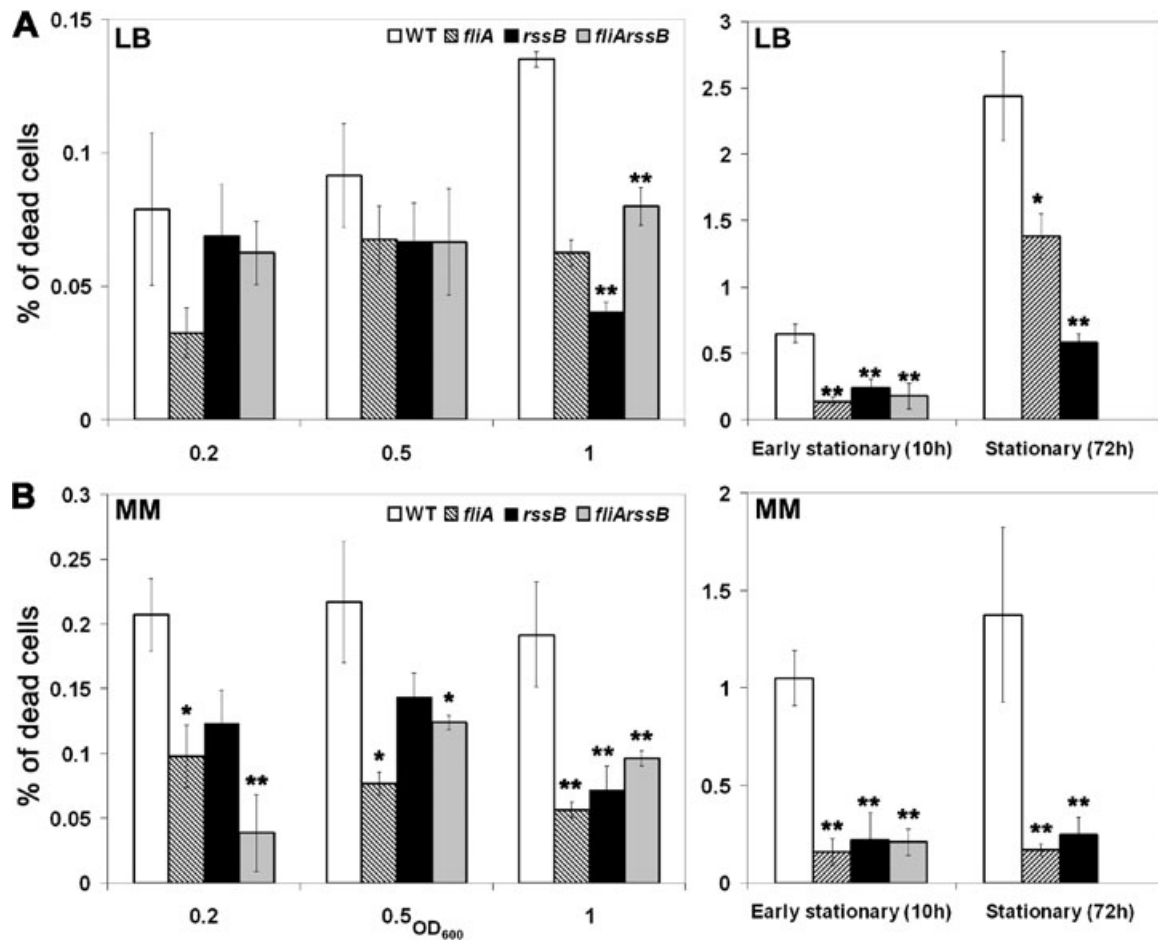 A
LB
WT fliA rssB fliArssB
% of dead cells
0.15
0.1
0.05
0
**
**
0.2 0.5 1
LB
3
2.5
2
1.5
1
0.5
0
** ** **
*
**
Early stationary (10h) Stationary (72h)
B
MM
WT fliA rssB fliArssB
% of dead cells
0.3
0.25
0.2
0.15
0.1
0.05
0
*
**
*
*
**
**
**
0.2 0.5 OD600 1
MM
2
1.5
1
0.5
0
** ** **
** **
Early stationary (10h) Stationary (72h)